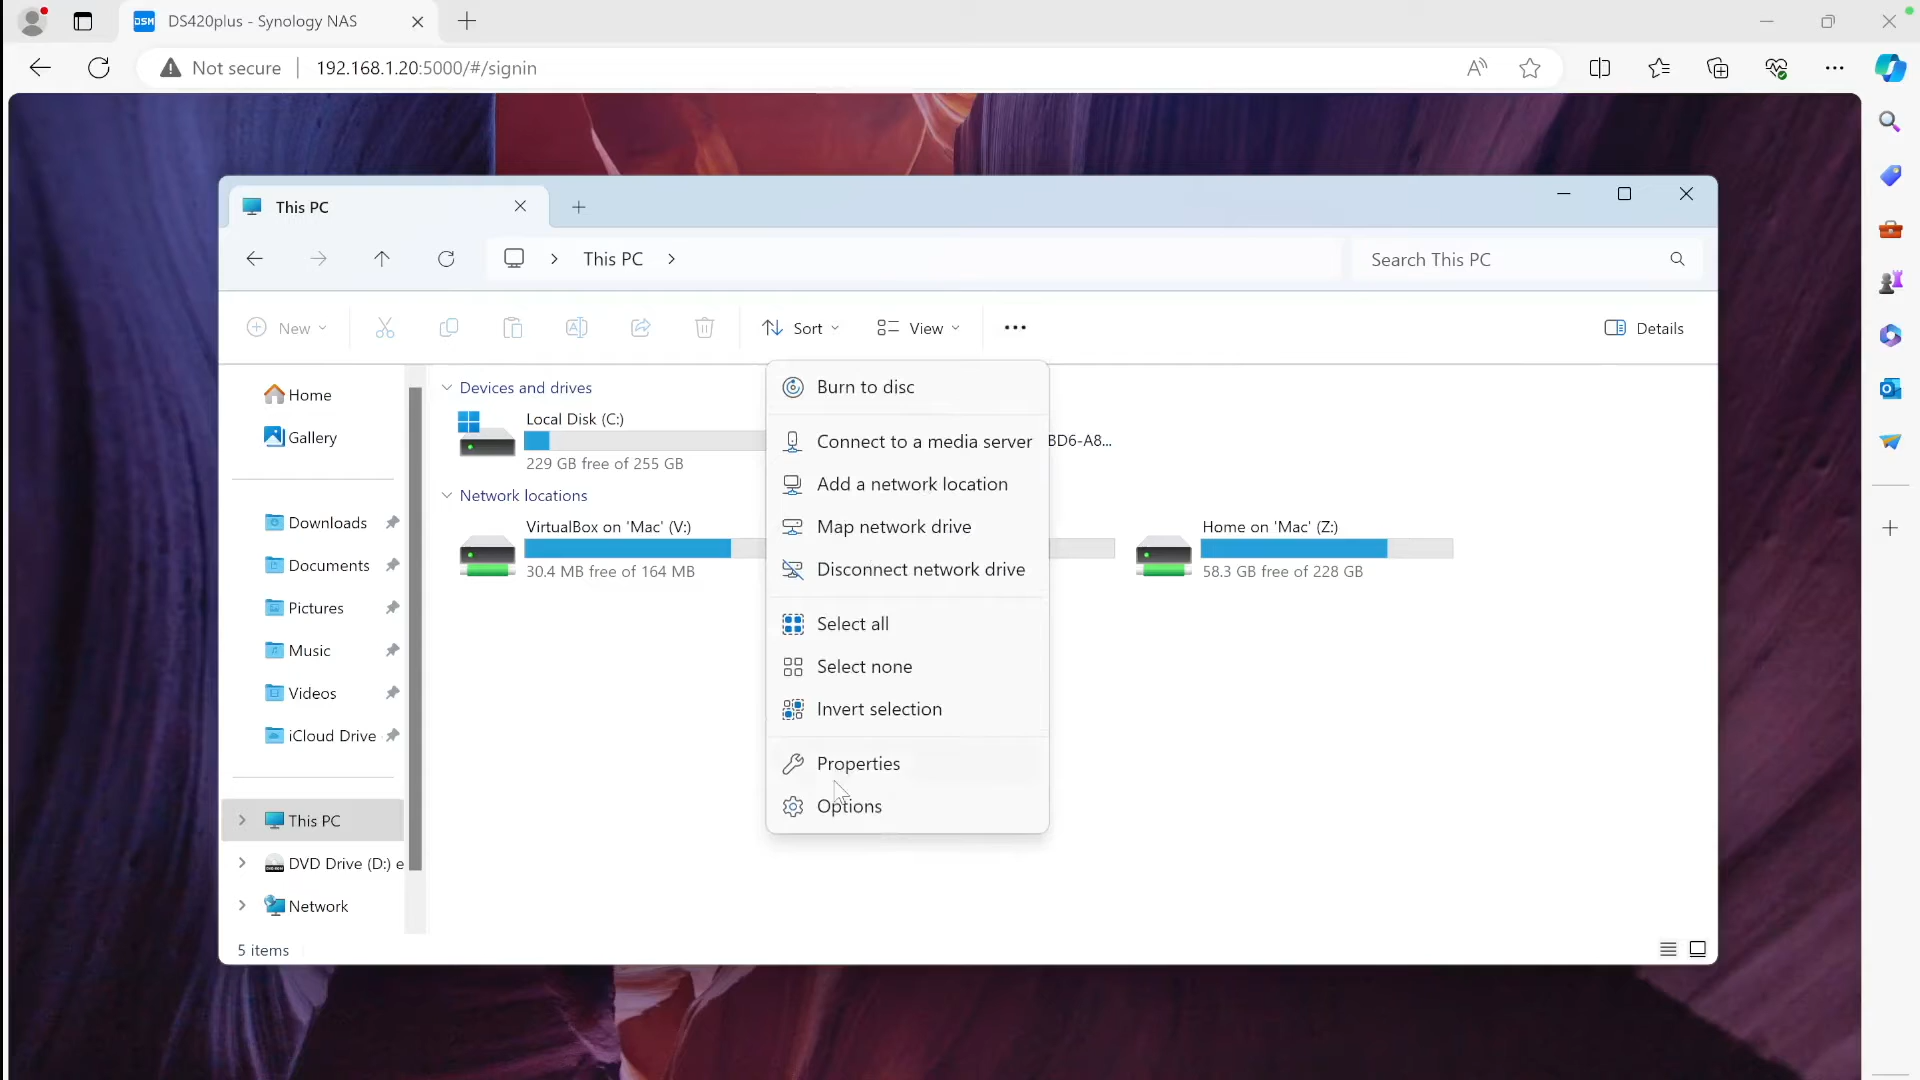 DSM DS420plus - Synology NAS
Not secure 192.168.1.20:5000/#/signin
This PC
This PC
Search This PC
New
Sort
View
Details
Home
Gallery
Downloads
Documents
Pictures
Music
Videos
iCloud Drive
This PC
DVD Drive (D:) e
Network
Devices and drives
Local Disk (C:)
229 GB free of 255 GB
BD6-A8...
Network locations
VirtualBox on 'Mac' (V:)
30.4 MB free of 164 MB
Home on 'Mac' (Z:)
58.3 GB free of 228 GB
Burn to disc
Connect to a media server
Add a network location
Map network drive
Disconnect network drive
Select all
Select none
Invert selection
Properties
Options
5 items